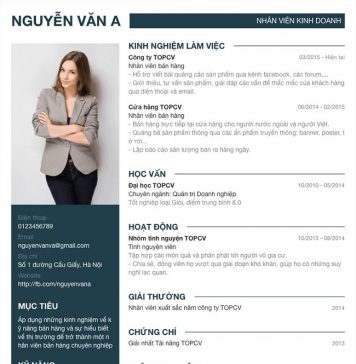 NGUYỄN VĂN A
NHÂN VIÊN KINH DOANH
Điện thoại
0123456789
Email
nguyenvanva@gmail.com
Địa chỉ
Số 1 đường Cầu Giấy, Hà Nội
Website
http://fb.com/nguyenvana
MỤC TIÊU
Áp dụng những kinh nghiệm về k
ỹ năng bán hàng và sự hiểu biết
về thị trường để trở thành một n
hân viên bán hàng chuyên nghiệp
KINH NGHIỆM LÀM VIỆC
Công ty TOPCV
03/2015 - Hiện tại
Nhân viên bán hàng
- Hỗ trợ viết bài quảng cáo sản phẩm qua kênh facebook, các forum,...
- Giới thiệu, tư vấn sản phẩm, giải đáp các vấn đề thắc mắc của khách hàng
qua điện thoại và email.
Cửa hàng TOPCV
06/2014 - 02/2015
Nhân viên bán hàng
- Bán hàng trực tiếp tại cửa hàng cho người nước ngoài và người Việt.
- Quảng bá sản phẩm thông qua các ấn phẩm truyền thông: banner, poster, t
ờ rơi...
- Lập báo cáo sản lượng bán ra hàng ngày.
HỌC VẤN
Đại học TOPCV
10/2010 - 05/2014
Chuyên ngành: Quản trị Doanh nghiệp
Tốt nghiệp loại Giỏi, điểm trung bình 8.0
HOẠT ĐỘNG
Nhóm tình nguyện TOPCV
10/2013 - 08/2014
Tình nguyện viên
Tập hợp các món quà và phân phát tới người vô gia cư.
- Chia sẻ, động viên họ vượt qua giai đoạn khó khăn, giúp họ có những suy
nghĩ lạc quan.
GIẢI THƯỞNG
Nhân viên xuất sắc năm công ty TOPCV
2014
CHỨNG CHỈ
Giải nhất Tài năng TOPCV
2013